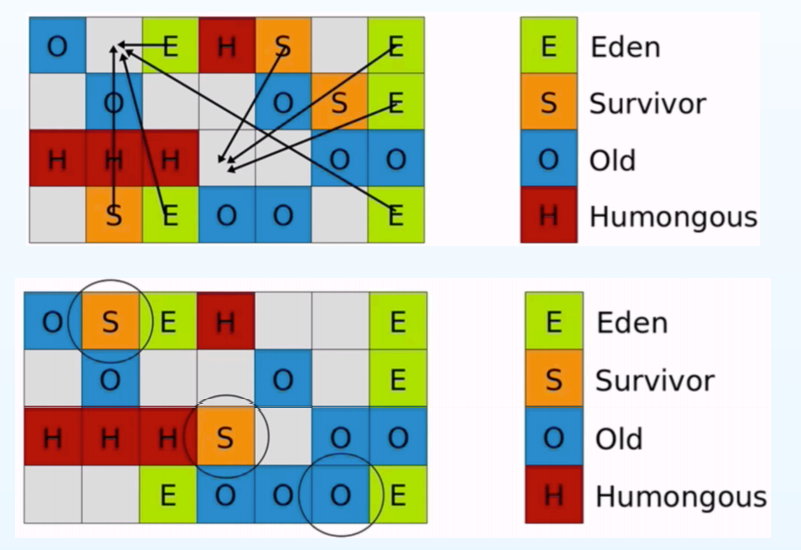 O E H S E
O O S E
H H H O O
S E O O E
E Eden
S Survivor
O Old
H Humongous
O S E H E
O O E
H H H S O O
E O O O E
E Eden
S Survivor
O Old
H Humongous